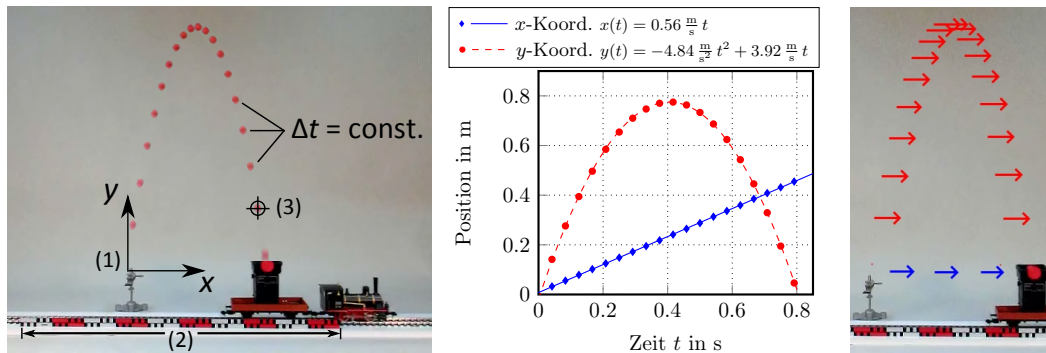 Δt = const.
y
(3)
(1)
x
(2)
x-Koord. x(t) = 0.56 m/s t
y-Koord. y(t) = −4.84 m/s² t² + 3.92 m/s t
Position in m
0.8
0.6
0.4
0.2
0
0
0.2
0.4
0.6
0.8
Zeit t in s